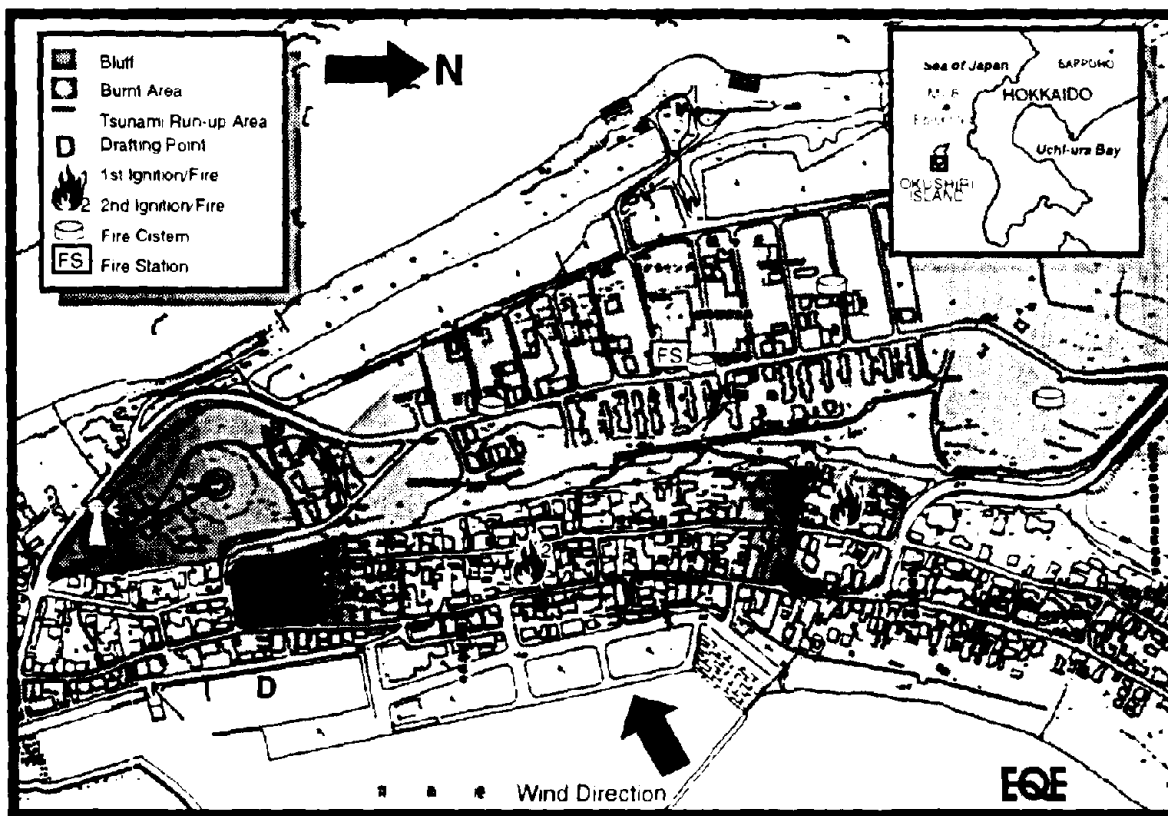 Bluff
Burnt Area
Tsunami Run-up Area
D Drafting Point
1st Ignition/Fire
2 2nd Ignition/Fire
Fire Cistern
FS Fire Station
N
Sea of Japan
SAPPORO
HOKKAIDO
Uchi-ura Bay
OKUSHIRI
ISLAND
FS
2
D
Wind Direction
EQE